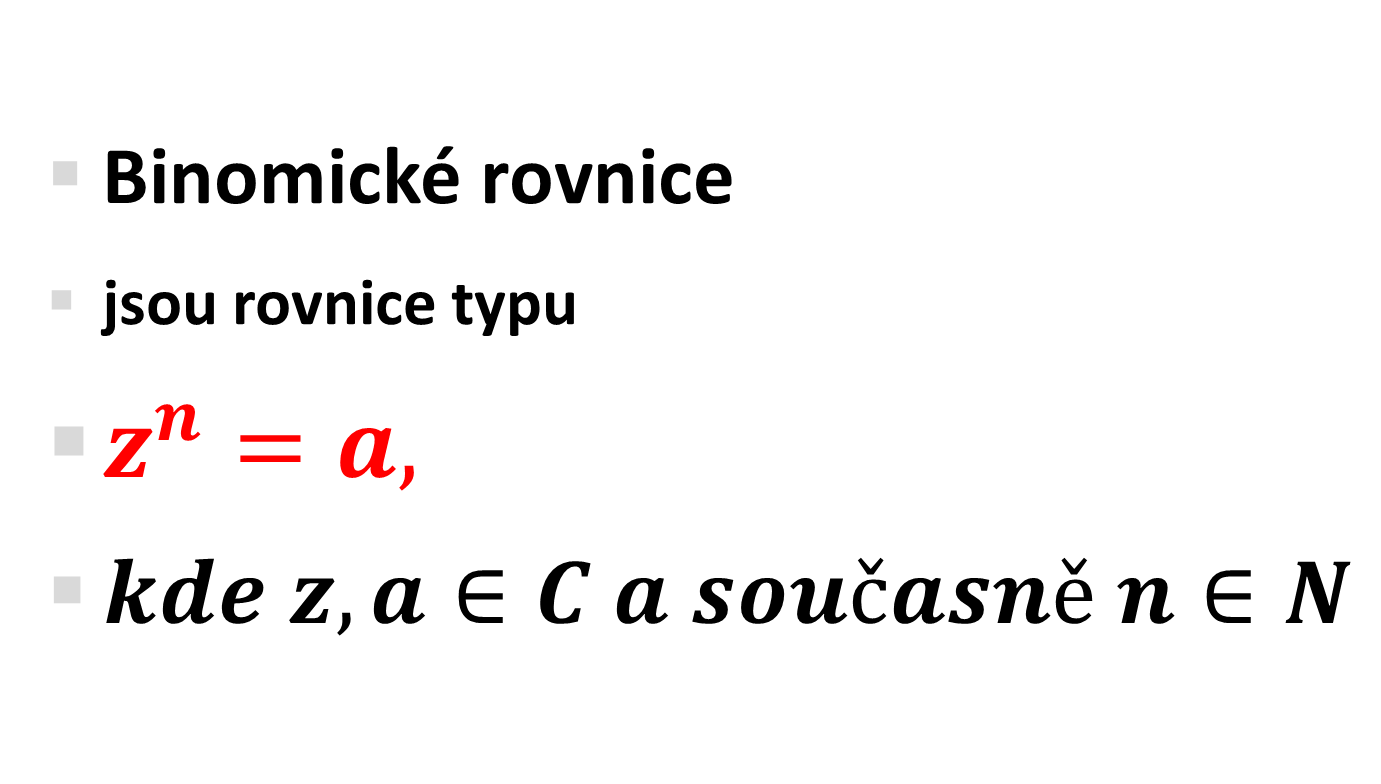 Binomické rovnice
jsou rovnice typu
zⁿ = a,
kde z, a ∈ C a současně n ∈ N